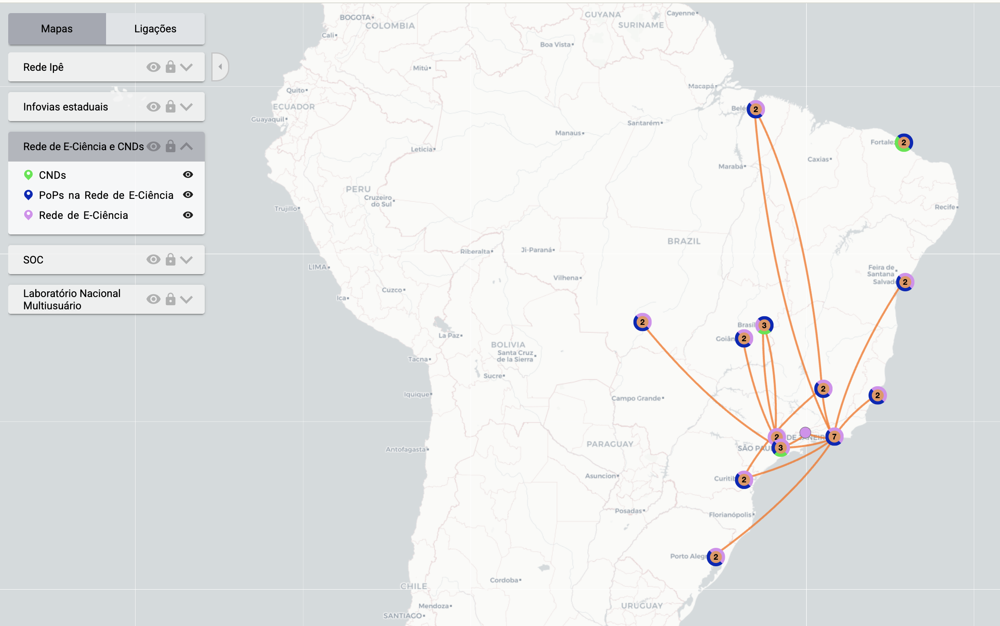 Mapas
Ligações
Rede Ipê
Infovias estaduais
Rede de E-Ciência e CNDs
CNDs
PoPs na Rede de E-Ciência
Rede de E-Ciência
SOC
Laboratório Nacional
Multiusuário
BOGOTA
COLOMBIA
GUYANA
SURINAME
Cayenne
Cali
Boa Vista
Mitú
Macapá
Quito
ECUADOR
Belé
2
Guayaquil
Santarém
Manaus
Fortale
2
Leticia
Caxias
Marabá
PERU
Cruzeiro
do Sul
Trujillo
Recife
BRAZIL
Riberalta
Ji-Paraná
LIMA
Feira de
Santana
Vilhena
Salvad
2
Cuzco
Ica
2
Brasíl
3
La Paz
Goiân
2
BOLIVIA
Santa Cruz
de la Sierra
Tacna
Sucre
2
Iquique
Campo Grande
2
2
DE JANEIR
7
PARAGUAY
SÃO PAU
3
Antofagasta
Asuncion
Curitib
2
Posadas
Florianópolis
Porto Alegr
2
Cordoba
CHILE
Mendoza
URUGUAY
SANTIAGO